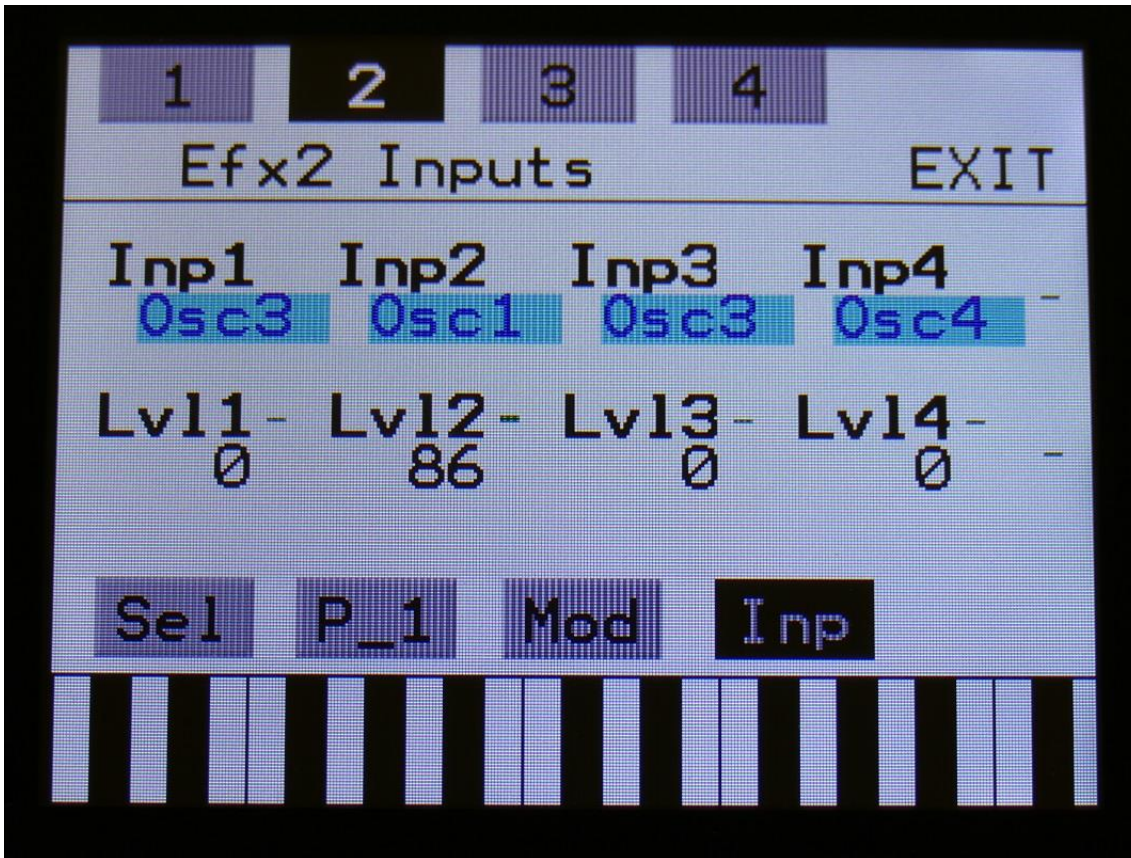 1 2 3 4
Efx2 Inputs EXIT
Inp1 Inp2 Inp3 Inp4
Osc3 Osc1 Osc3 Osc4
Lvl1 Lvl2 Lvl3 Lvl4
0 86 0 0
Sel P_1 Mod Inp